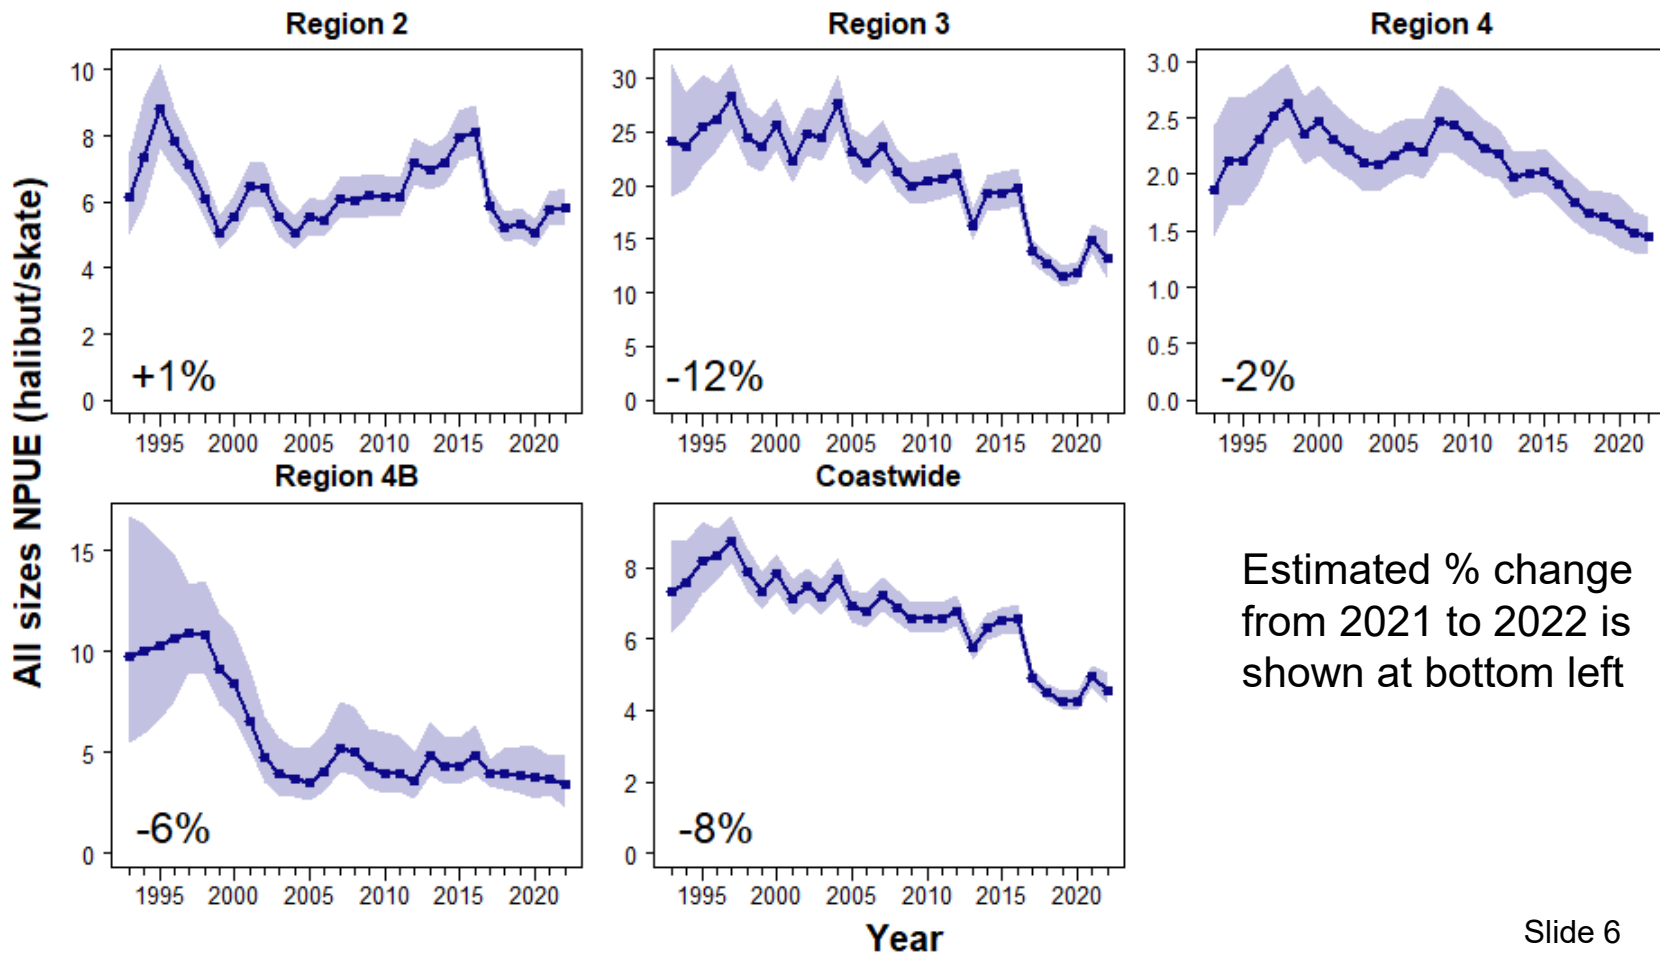 Region 2
Region 3
Region 4
All sizes NPUE (halibut/skate)
10
8
6
4
2
0
+1%
1995 2000 2005 2010 2015 2020
30
25
20
15
10
5
0
-12%
1995 2000 2005 2010 2015 2020
3.0
2.5
2.0
1.5
1.0
0.5
0.0
-2%
1995 2000 2005 2010 2015 2020
Region 4B
Coastwide
15
10
5
0
-6%
1995 2000 2005 2010 2015 2020
8
6
4
2
0
-8%
1995 2000 2005 2010 2015 2020
Estimated % change
from 2021 to 2022 is
shown at bottom left
Year
Slide 6